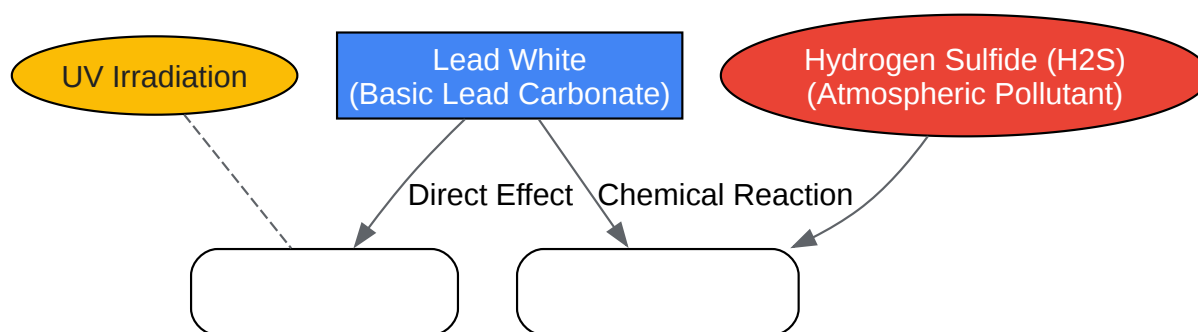 UV Irradiation
Lead White
(Basic Lead Carbonate)
Hydrogen Sulfide (H2S)
(Atmospheric Pollutant)
Direct Effect
Chemical Reaction